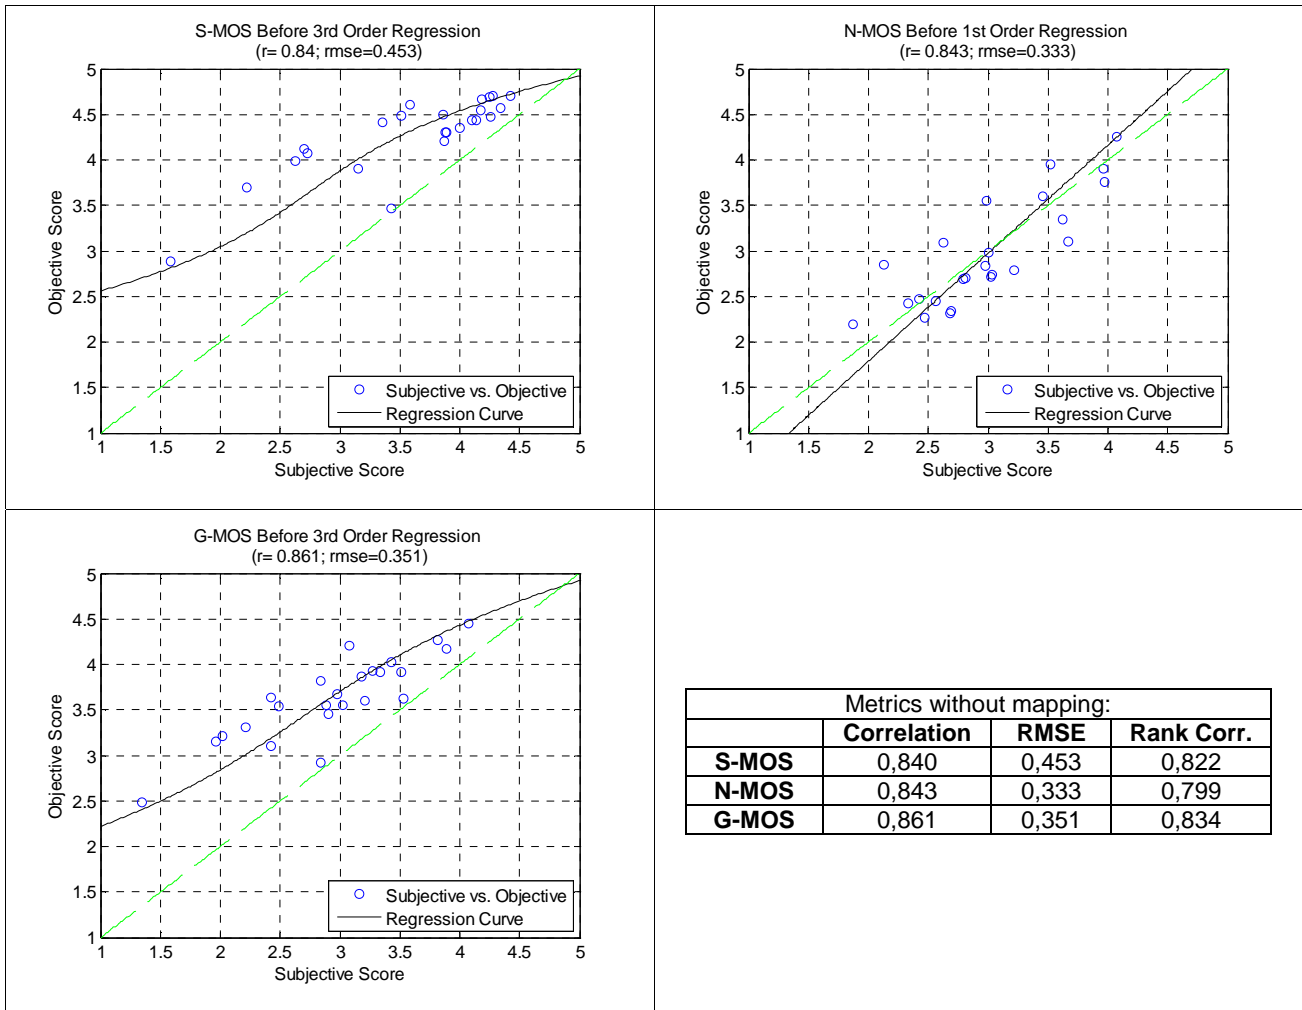 S-MOS Before 3rd Order Regression
(r= 0.84; rmse=0.453)
5
4.5
4
3.5
3
2.5
2
1.5
1
Objective Score
Subjective vs. Objective
Regression Curve
1 1.5 2 2.5 3 3.5 4 4.5 5
Subjective Score
N-MOS Before 1st Order Regression
(r= 0.843; rmse=0.333)
5
4.5
4
3.5
3
2.5
2
1.5
1
Objective Score
Subjective vs. Objective
Regression Curve
1 1.5 2 2.5 3 3.5 4 4.5 5
Subjective Score
G-MOS Before 3rd Order Regression
(r= 0.861; rmse=0.351)
5
4.5
4
3.5
3
2.5
2
1.5
1
Objective Score
Subjective vs. Objective
Regression Curve
1 1.5 2 2.5 3 3.5 4 4.5 5
Subjective Score
Metrics without mapping:
Correlation RMSE Rank Corr.
S-MOS 0,840 0,453 0,822
N-MOS 0,843 0,333 0,799
G-MOS 0,861 0,351 0,834